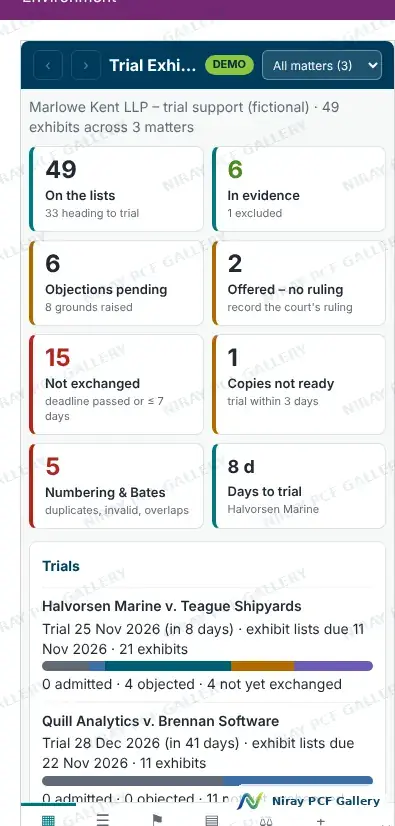 Environment
‹ › Trial Exhi... DEMO All matters (3)
Marlowe Kent LLP – trial support (fictional) · 49
exhibits across 3 matters
49
On the lists
33 heading to trial
6
In evidence
1 excluded
6
Objections pending
8 grounds raised
2
Offered – no ruling
record the court's ruling
15
Not exchanged
deadline passed or ≤ 7
days
1
Copies not ready
trial within 3 days
5
Numbering & Bates
duplicates, invalid, overlaps
8 d
Days to trial
Halvorsen Marine
Trials
Halvorsen Marine v. Teague Shipyards
Trial 25 Nov 2026 (in 8 days) · exhibit lists due 11
Nov 2026 · 21 exhibits
0 admitted · 4 objected · 4 not yet exchanged
Quill Analytics v. Brennan Software
Trial 28 Dec 2026 (in 41 days) · exhibit lists due
22 Nov 2026 · 11 exhibits
0 admitted · 0 objected · 11
Niray PCF Gallery
NIRAY PCF GALLERY